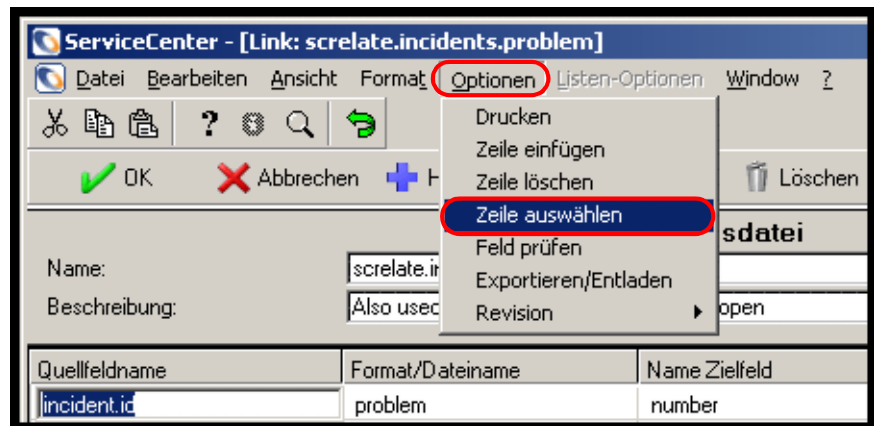 ServiceCenter - [Link: screlate.incidents.problem]
Datei Bearbeiten Ansicht Format Optionen Listen-Optionen Window ?
Drucken
Zeile einfügen
Zeile löschen
Zeile auswählen
Feld prüfen
Exportieren/Entladen
Revision
OK Abbrechen H Löschen
sdatei
Name: screlate.in
Beschreibung: Also used open
Quellfeldname Format/Dateiname Name Zielfeld
incident.id problem number